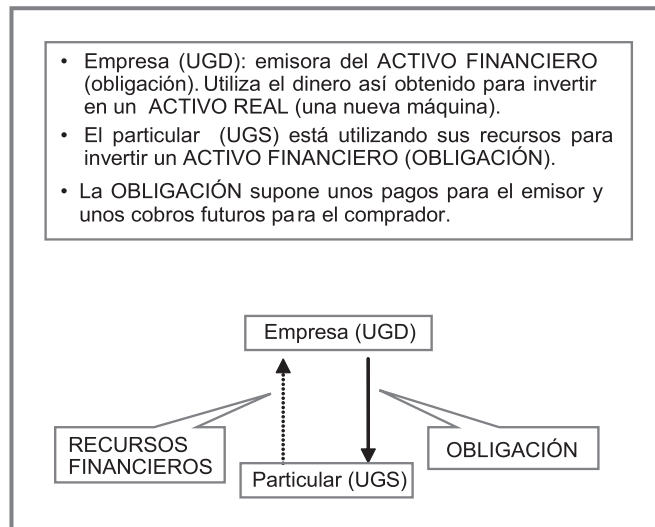 • Empresa (UGD): emisora del ACTIVO FINANCIERO
(obligación). Utiliza el dinero así obtenido para invertir
en un ACTIVO REAL (una nueva máquina).
• El particular (UGS) está utilizando sus recursos para
invertir un ACTIVO FINANCIERO (OBLIGACIÓN).
• La OBLIGACIÓN supone unos pagos para el emisor y
unos cobros futuros para el comprador.
Empresa (UGD)
RECURSOS
FINANCIEROS
OBLIGACIÓN
Particular (UGS)